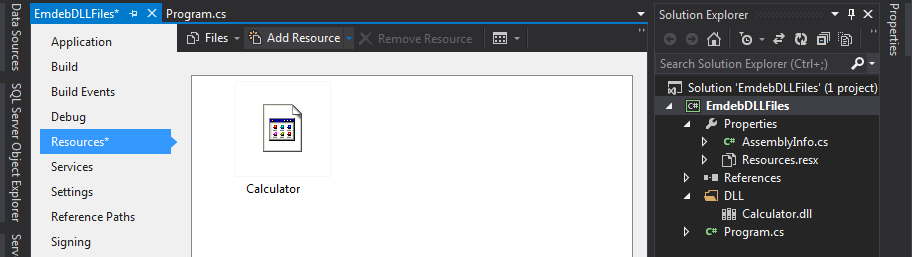 Data Sources
SQL Server Object Explorer
Serv
EmdebDLLFiles*
Program.cs
Application
Build
Build Events
Debug
Resources*
Services
Settings
Reference Paths
Signing
Files
Add Resource
Remove Resource
Calculator
Solution Explorer
Search Solution Explorer (Ctrl+;)
Solution 'EmdebDLLFiles' (1 project)
C# EmdebDLLFiles
Properties
C# AssemblyInfo.cs
Resources.resx
References
DLL
Calculator.dll
C# Program.cs
Properties